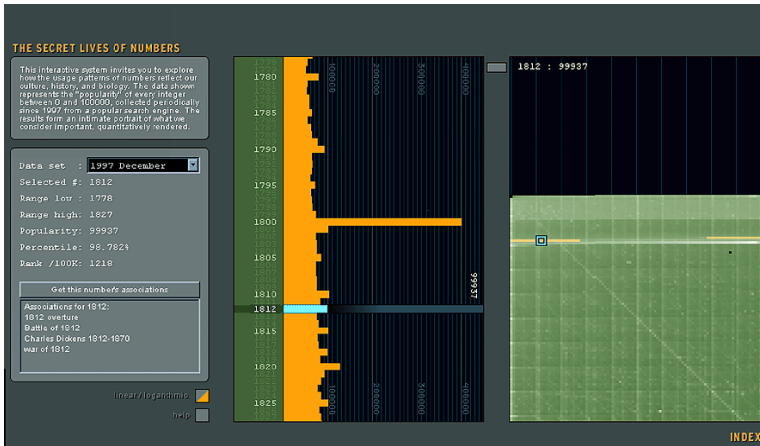 THE SECRET LIVES OF NUMBERS
This interactive system invites you to explore
how the usage patterns of numbers reflect our
culture, history, and biology. The data shown
represents the "popularity" of every integer
between 0 and 100000, collected periodically
since 1997 from a popular search engine. The
results form an intimate portrait of what we
consider important, quantitatively rendered.
Data set : 1997 December
Selected #: 1812
Range low : 1778
Range high: 1827
Popularity: 99937
Percentile: 98.782%
Rank /100K: 1218
Get this number's associations
Associations for 1812:
1812 overture
Battle of 1812
Charles Dickens 1812-1870
war of 1812
linear/logarithmic
help
100000 200000 300000 400000
1780
1785
1790
1795
1800
1805
1810
1812
1815
1820
1825
99937
100000 200000 300000 400000
1812 : 99937
INDEX